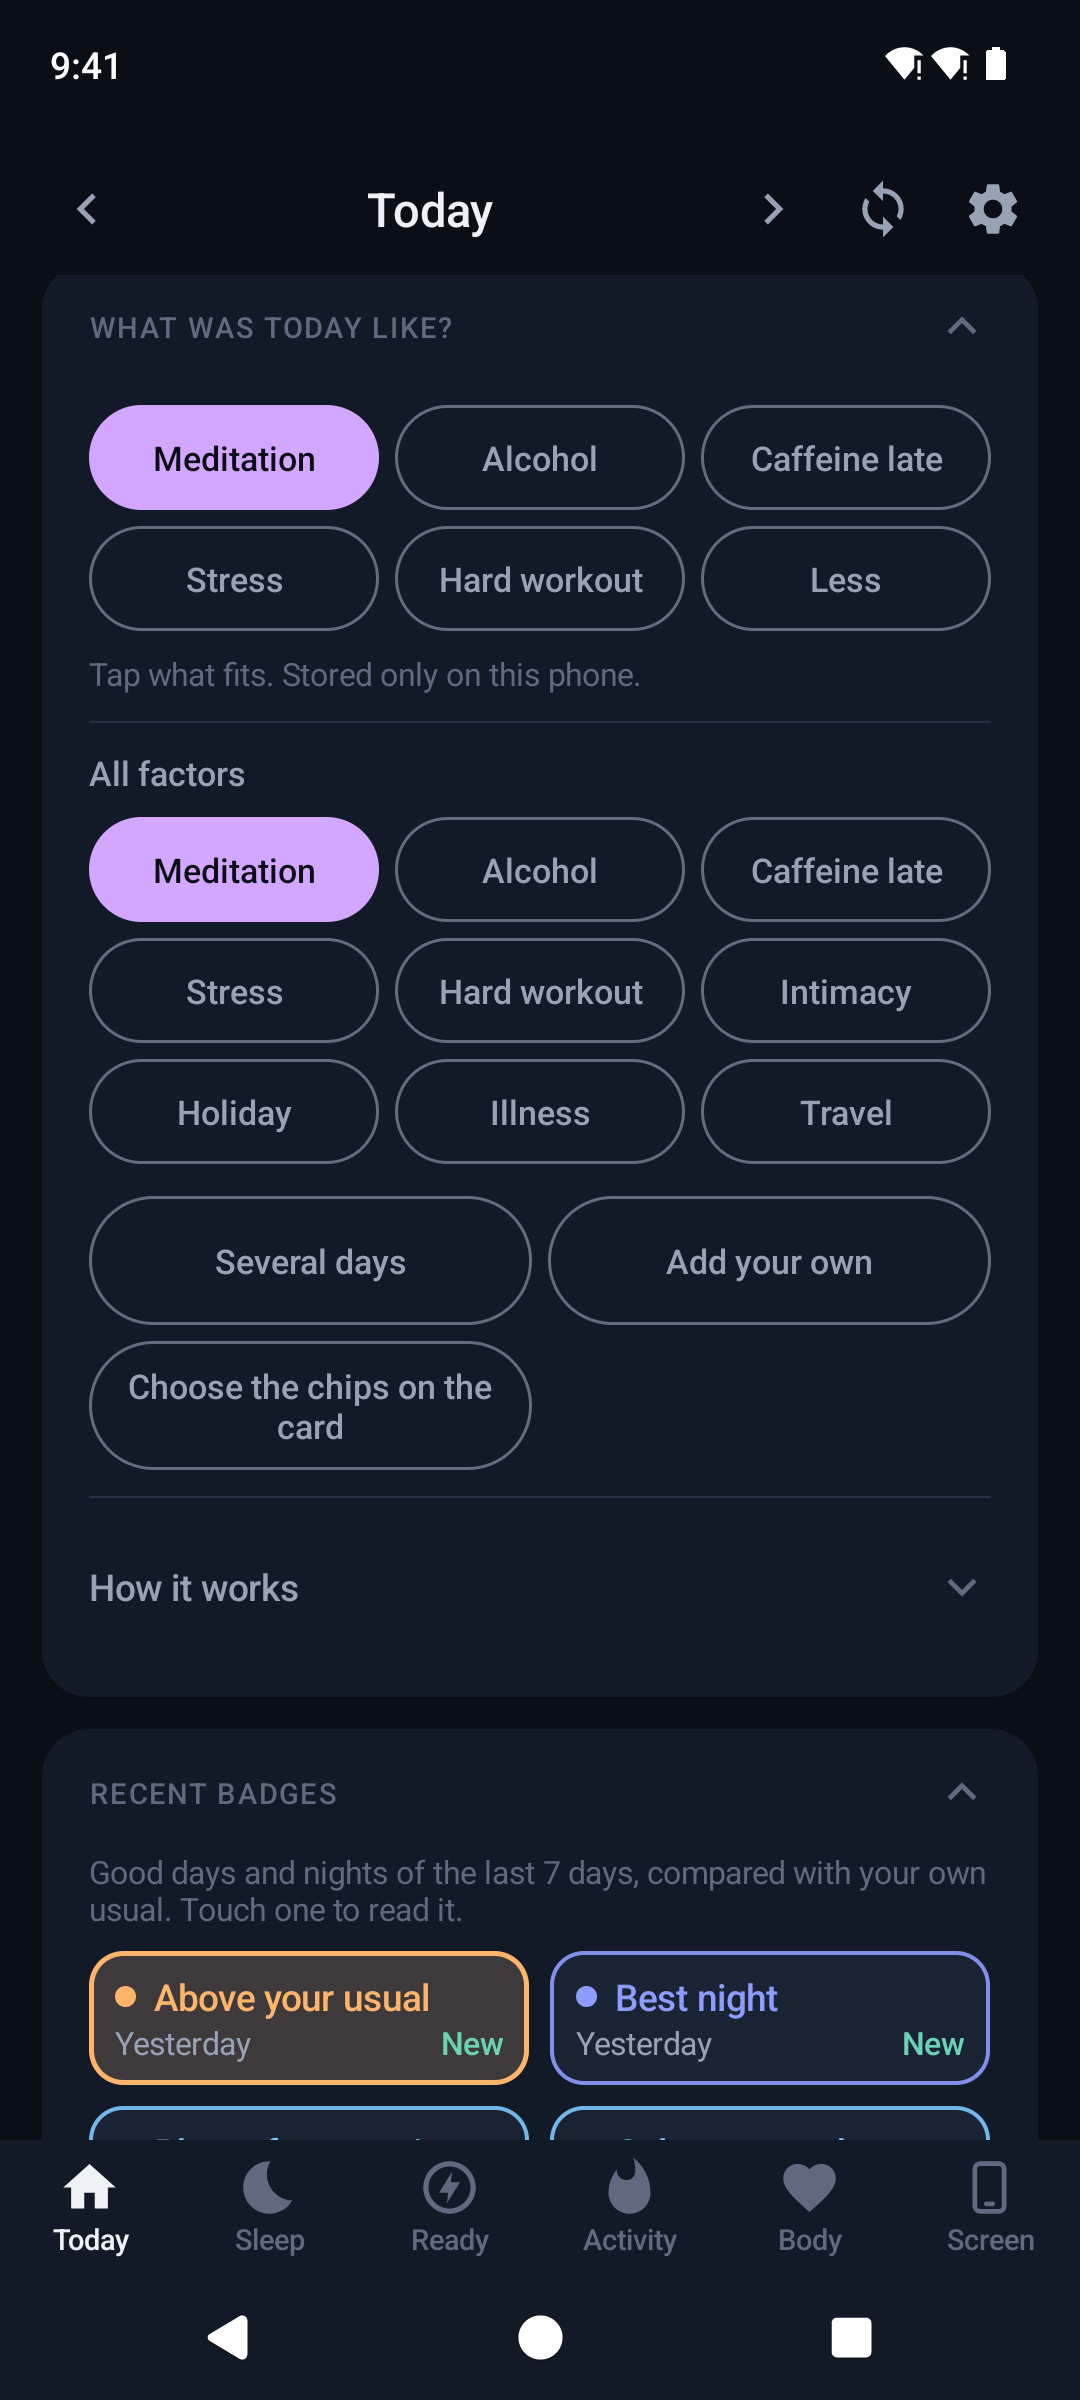 9:41
Today
WHAT WAS TODAY LIKE?
Meditation
Alcohol
Caffeine late
Stress
Hard workout
Less
Tap what fits. Stored only on this phone.
All factors
Meditation
Alcohol
Caffeine late
Stress
Hard workout
Intimacy
Holiday
Illness
Travel
Several days
Add your own
Choose the chips on the
card
How it works
RECENT BADGES
Good days and nights of the last 7 days, compared with your own
usual. Touch one to read it.
Above your usual
Yesterday
New
Best night
Yesterday
New
Today
Sleep
Ready
Activity
Body
Screen